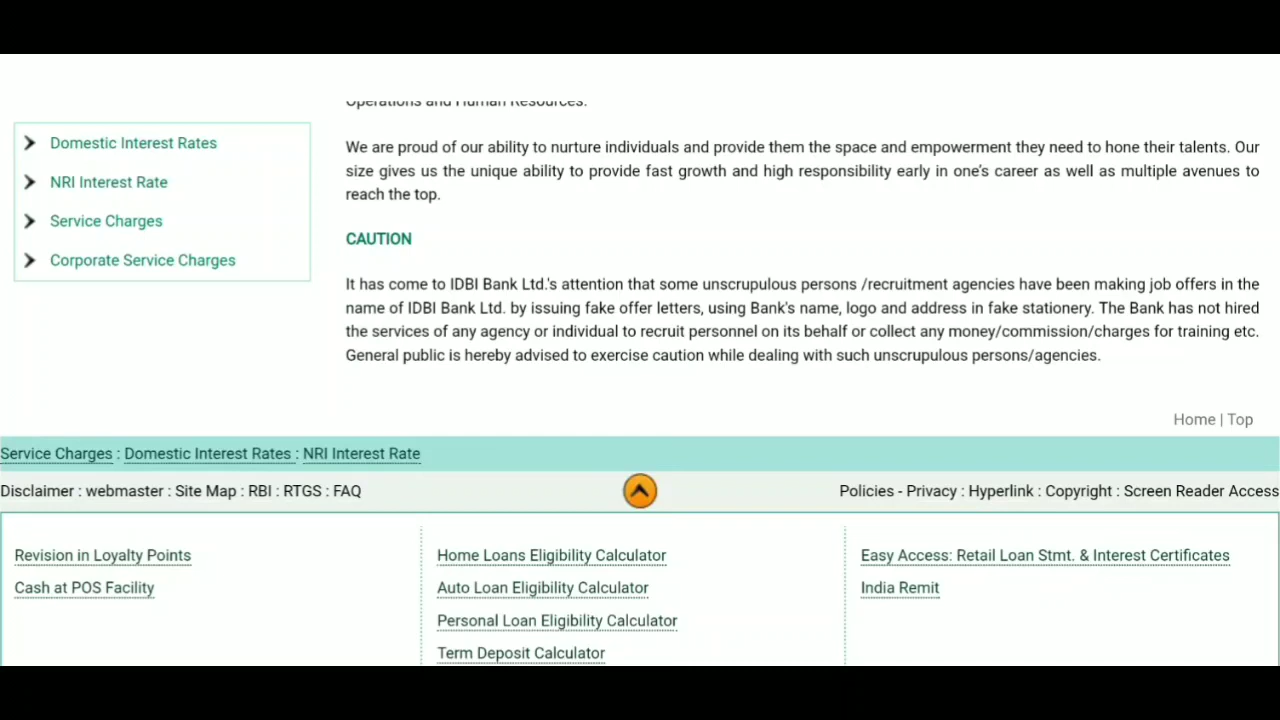 Operations and Human Resources.
Domestic Interest Rates
NRI Interest Rate
Service Charges
Corporate Service Charges
We are proud of our ability to nurture individuals and provide them the space and empowerment they need to hone their talents. Our
size gives us the unique ability to provide fast growth and high responsibility early in one's career as well as multiple avenues to
reach the top.
CAUTION
It has come to IDBI Bank Ltd.'s attention that some unscrupulous persons /recruitment agencies have been making job offers in the
name of IDBI Bank Ltd. by issuing fake offer letters, using Bank's name, logo and address in fake stationery. The Bank has not hired
the services of any agency or individual to recruit personnel on its behalf or collect any money/commission/charges for training etc.
General public is hereby advised to exercise caution while dealing with such unscrupulous persons/agencies.
Home | Top
Service Charges : Domestic Interest Rates : NRI Interest Rate
Disclaimer : webmaster : Site Map : RBI : RTGS : FAQ
Policies - Privacy : Hyperlink : Copyright : Screen Reader Access
Revision in Loyalty Points
Cash at POS Facility
Home Loans Eligibility Calculator
Auto Loan Eligibility Calculator
Personal Loan Eligibility Calculator
Term Deposit Calculator
Easy Access: Retail Loan Stmt. & Interest Certificates
India Remit